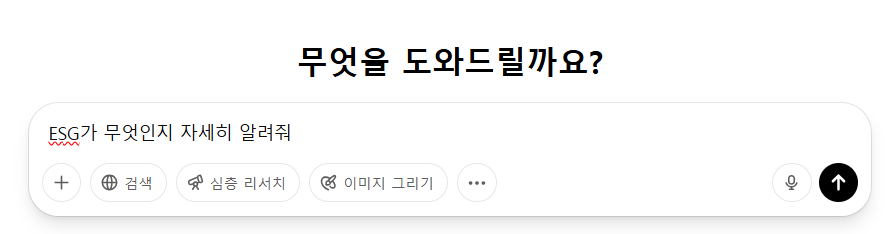 무엇을 도와드릴까요?
ESG가 무엇인지 자세히 알려줘
검색 심층 리서치 이미지 그리기